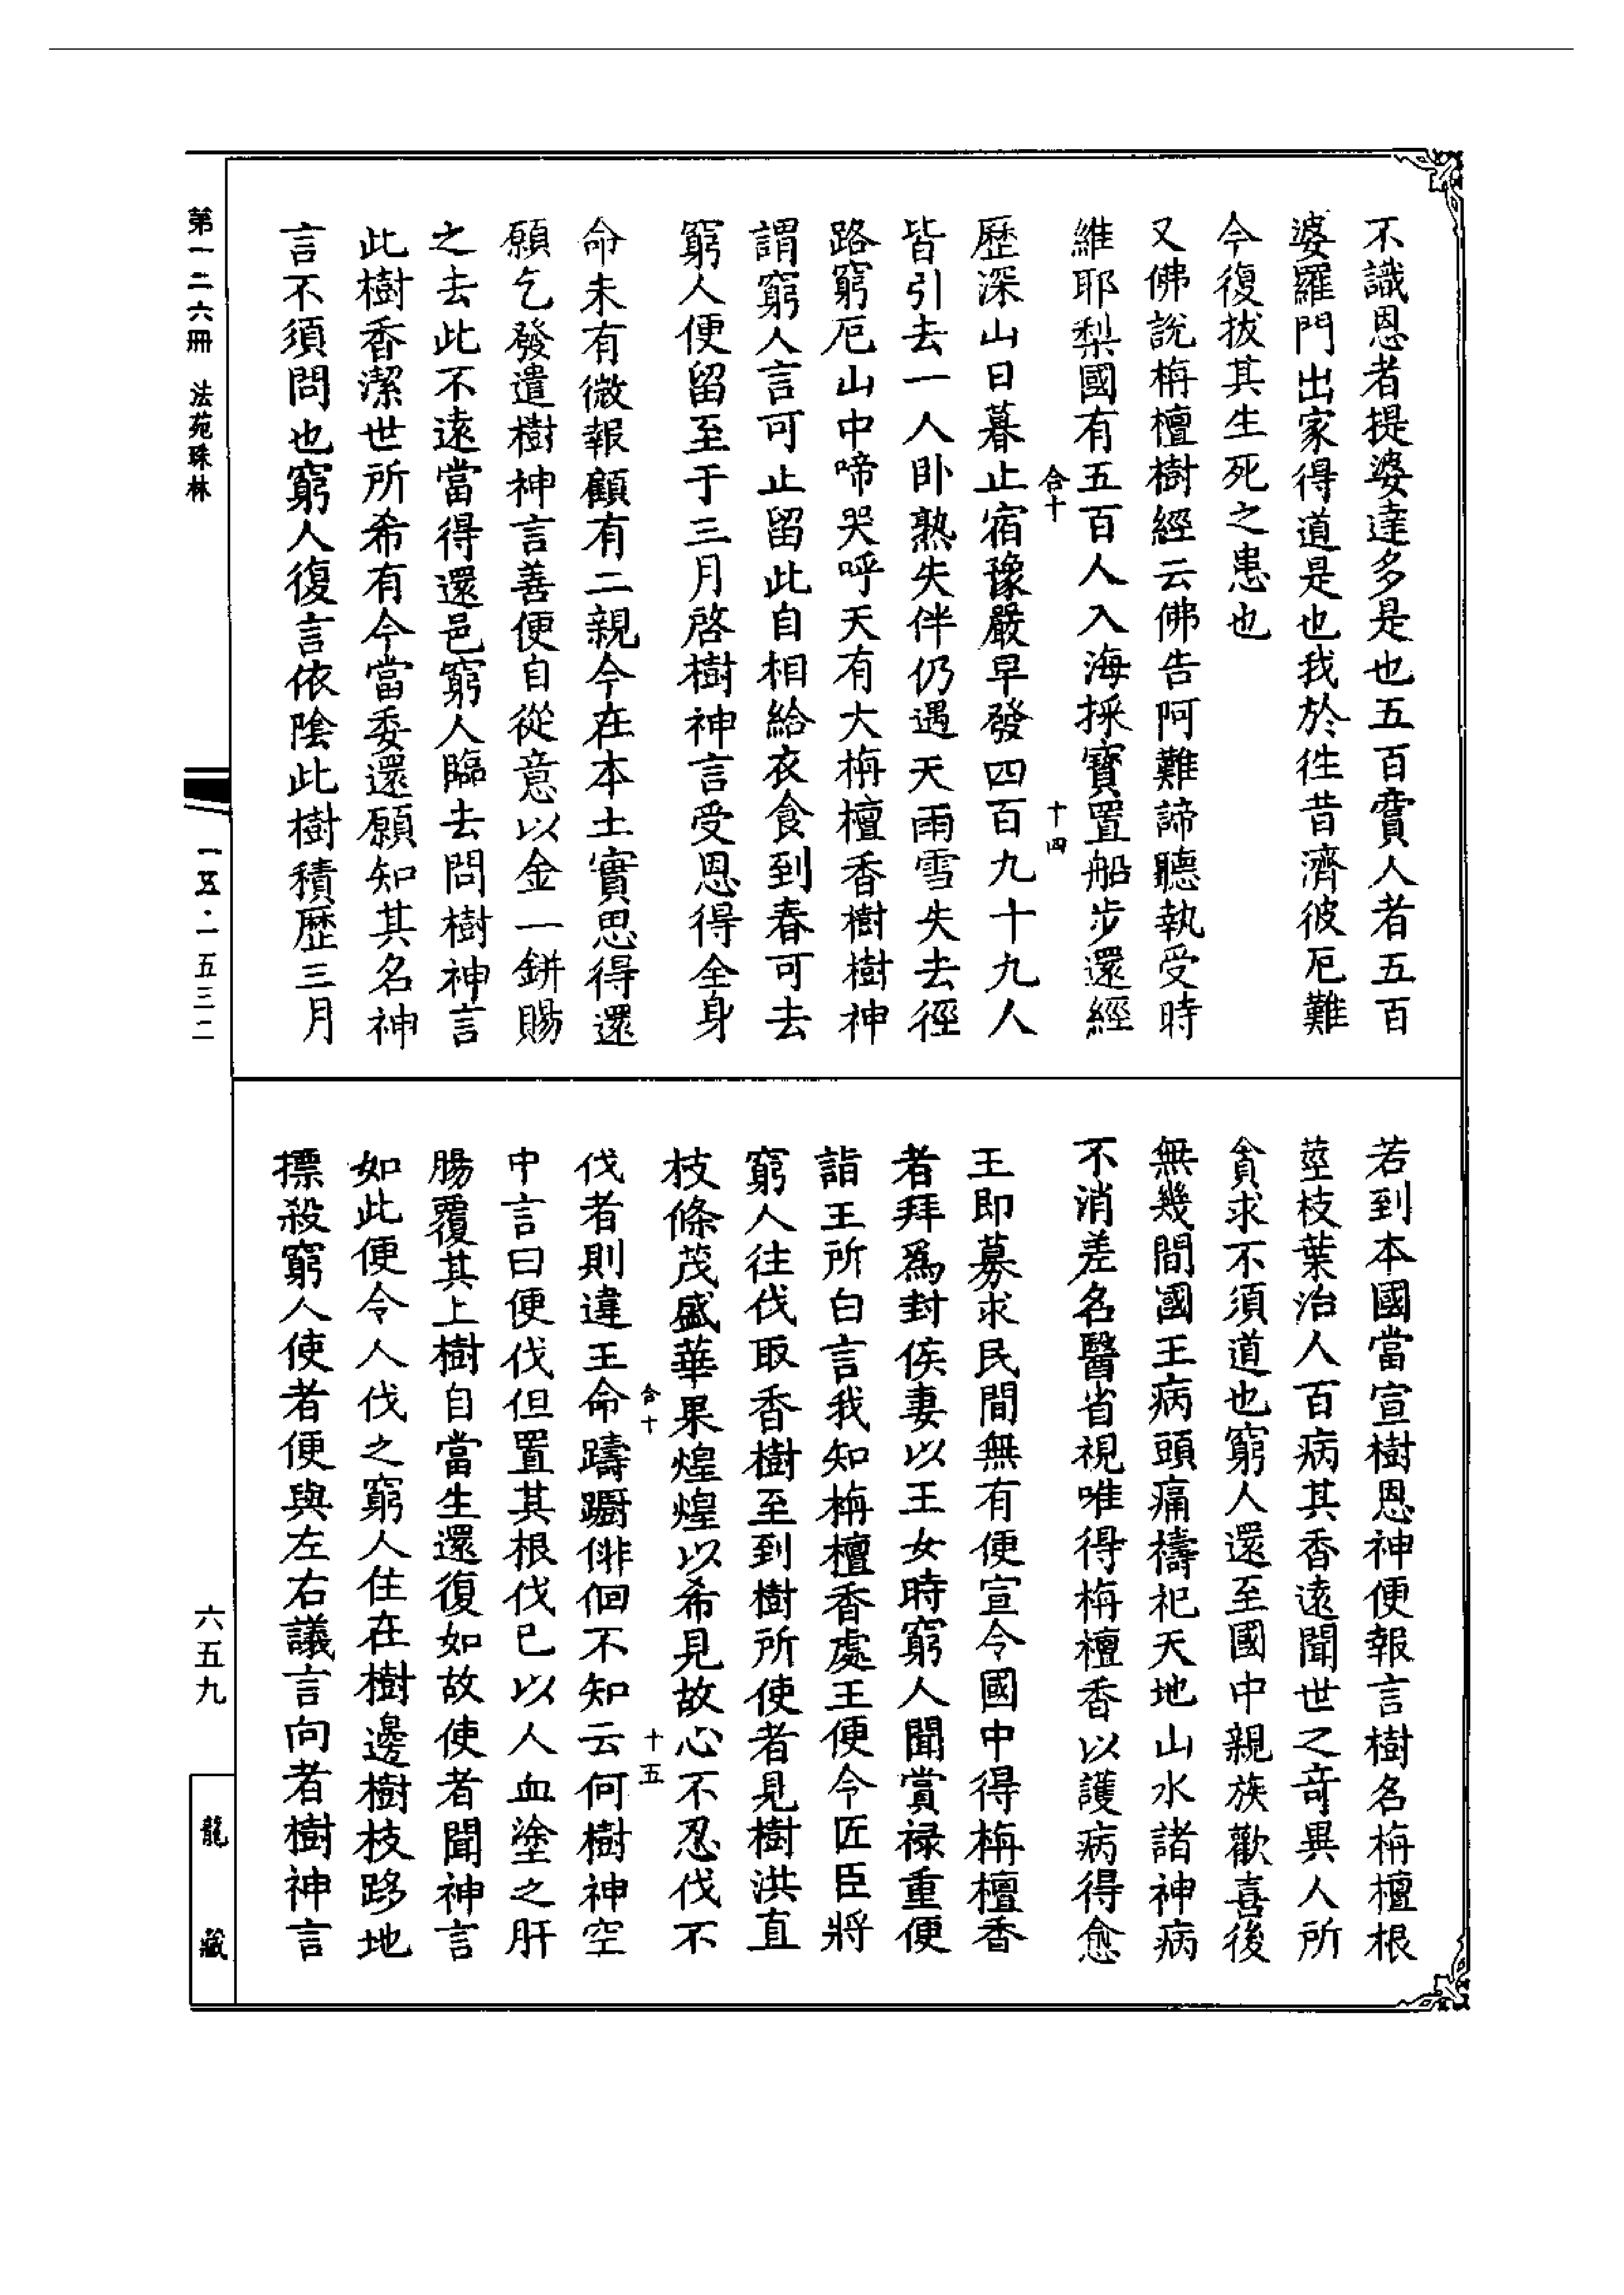 不識恩者提婆達多是也五百賔人者五百
婆羅門出家得道是也我於徃昔濟彼厄難
今復拔其生死之患也
又佛說栴檀樹經云佛告阿難諦聽執受時
維耶梨國有五百人入海採寶置船步還經
合十 十四
歷深山日暮止宿豫嚴早發四百九十九人
皆引去一人卧熟失伴仍遇天雨雪失去徑
路窮厄山中啼哭呼天有大栴檀香樹樹神
謂窮人言可止留此自相給衣食到春可去
窮人便留至于三月啓樹神言受恩得全身
命未有微報顧有二親今在本土實思得還
願乞發遣樹神言善便自從意以金一鉼賜
之去此不遠當得還邑窮人臨去問樹神言
此樹香潔世所希有今當委還願知其名神
言不須問也窮人復言依陰此樹積歷三月
若到本國當宣樹恩神便報言樹名栴檀根
莖枝葉治人百病其香遠聞世之竒異人所
貪求不須道也窮人還至國中親族歡喜後
無幾間國王病頭痛禱祀天地山水諸神病
不消差名醫省視唯得栴檀香以護病得愈
王即募求民間無有便宣令國中得栴檀香
者拜爲封侯妻以王女時窮人聞賞禄重便
詣王所白言我知栴檀香處王便令匠臣將
窮人往伐取香樹至到樹所使者見樹洪直
枝條茂盛華果煌煌以希見故心不忍伐不
合十 十五
伐者則違王命躊躕俳佪不知云何樹神空
中言曰便伐但置其根伐已以人血塗之肝
腸覆其上樹自當生還復如故使者聞神言
如此便令人伐之窮人住在樹邊樹枝跢地
摽殺窮人使者便與左右議言向者樹神言
第一二六冊 法苑珠林
一五·一五三二
六五九
龍藏